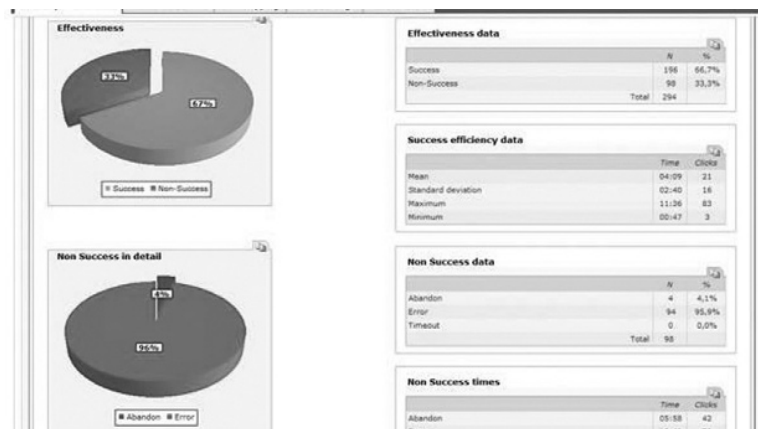 Effectiveness
33%
67%
Success Non-Success
Non Success in detail
4%
96%
Abandon Error
Effectiveness data
N %
Success 196 66,7%
Non-Success 98 33,3%
Total 294
Success efficiency data
Time Clicks
Mean 04:09 21
Standard deviation 02:40 16
Maximum 11:26 83
Minimum 00:47 3
Non Success data
N %
Abandon 4 4,1%
Error 94 95,9%
Timeout 0 0,0%
Total 98
Non Success times
Time Clicks
Abandon 05:58 42